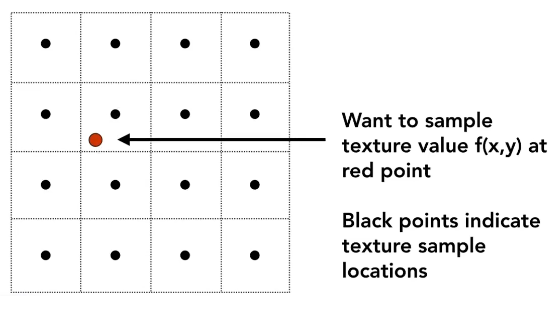 Want to sample
texture value f(x,y) at
red point
Black points indicate
texture sample
locations